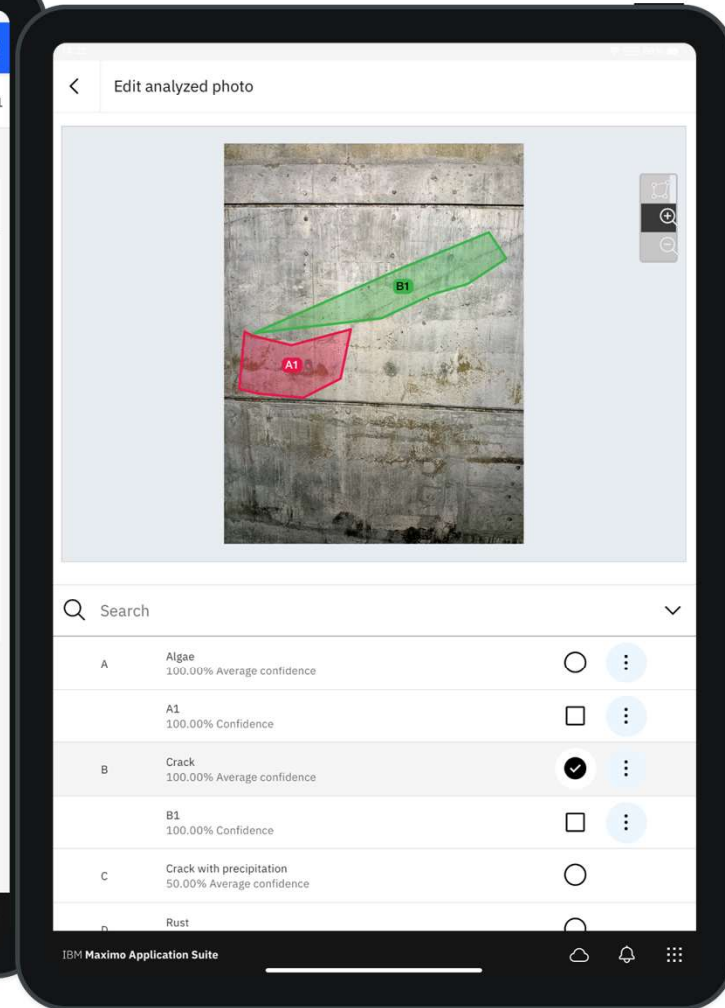 Edit analyzed photo
B1
A1
Search
A
Algae
100.00% Average confidence
A1
100.00% Confidence
B
Crack
100.00% Average confidence
B1
100.00% Confidence
C
Crack with precipitation
50.00% Average confidence
Rust
IBM Maximo Application Suite